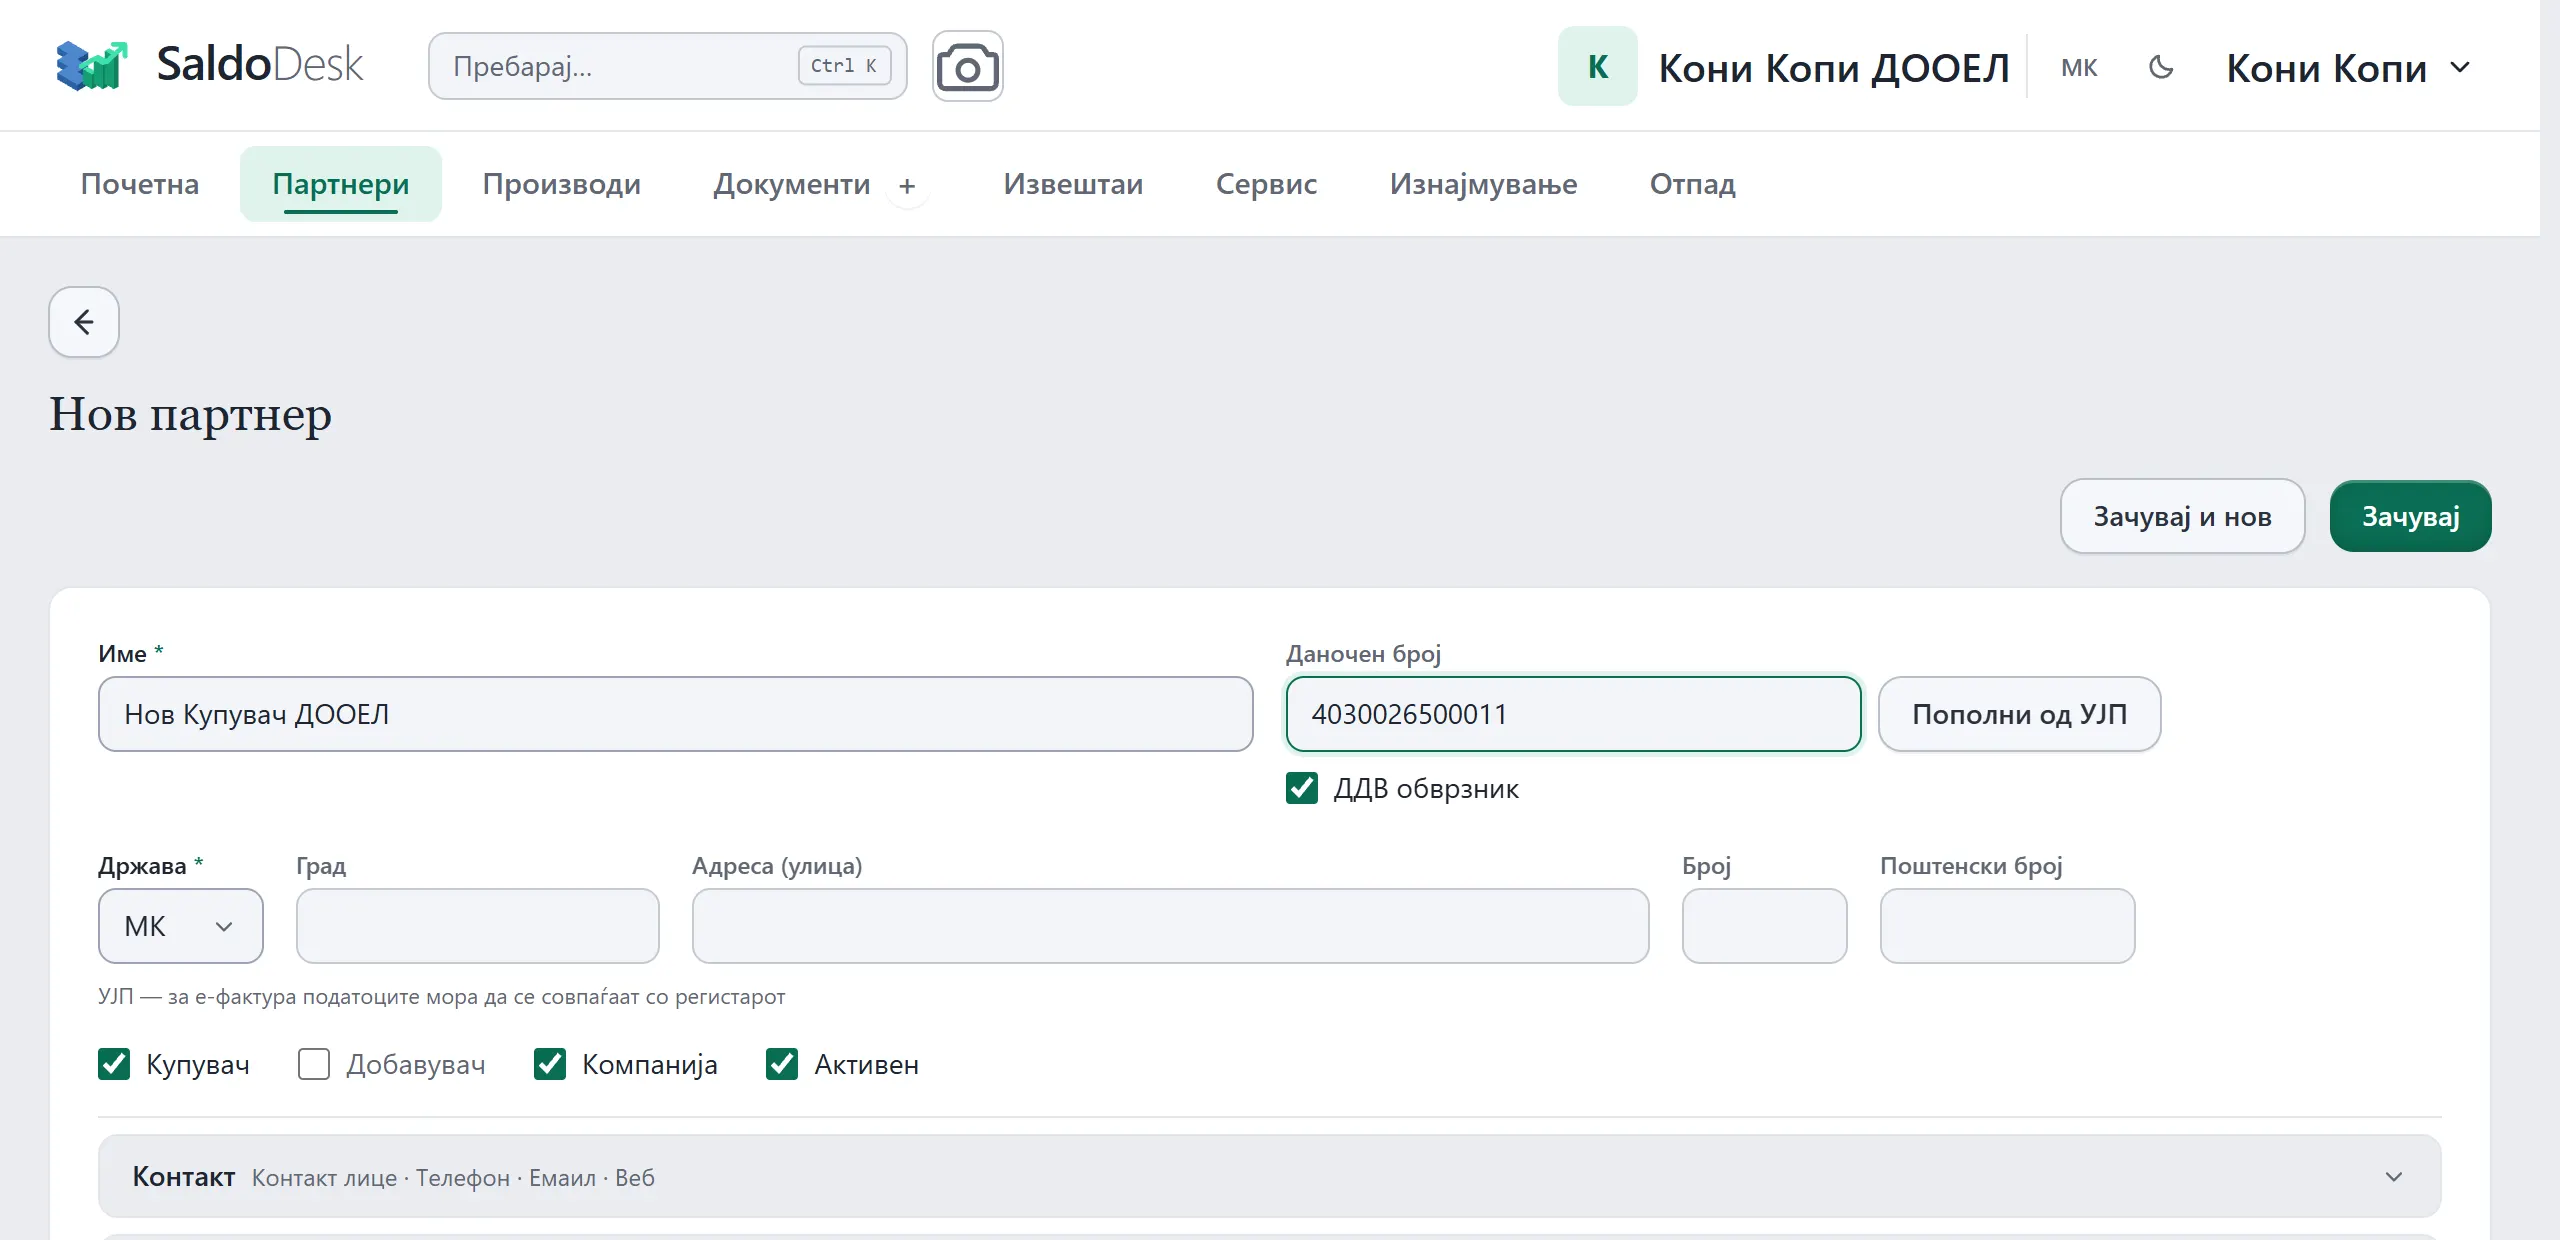 SaldoDesk
Пребарај...
Ctrl K
К
Кони Копи ДООЕЛ
МК
Кони Копи
Почетна
Партнери
Производи
Документи +
Извештаи
Сервис
Изнајмување
Отпад
Нов партнер
Зачувај и нов
Зачувај
Име *
Даночен број
Нов Купувач ДООЕЛ
4030026500011
Пополни од УЈП
ДДВ обврзник
Држава *
Град
Адреса (улица)
Број
Поштенски број
МК
УЈП — за е-фактура податоците мора да се совпаѓаат со регистарот
Купувач
Добавувач
Компанија
Активен
Контакт Контакт лице · Телефон · Емаил · Веб